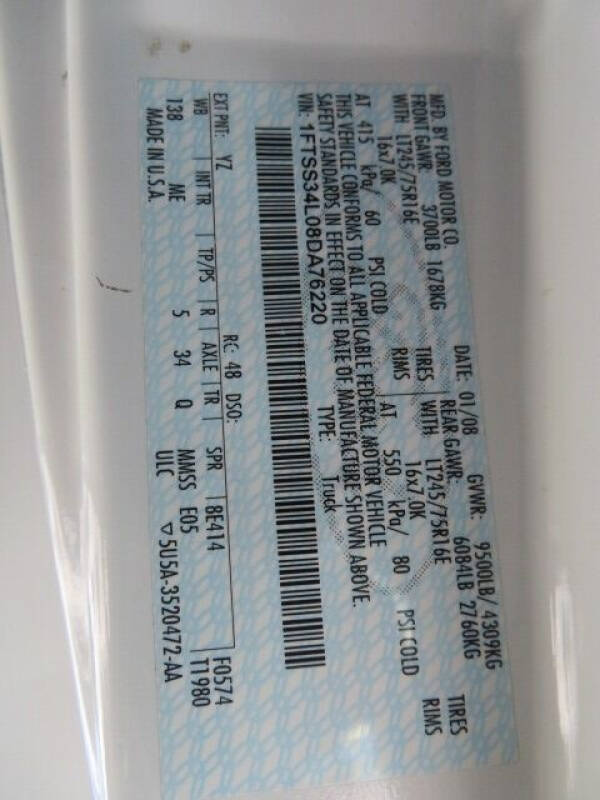 MFD. BY FORD MOTOR CO.
DATE: 01/08 GVWR: 9500LB/4309KG
FRONT GAWR: 3700LB 1678KG REAR GAWR: 6084LB 2760KG
WITH LT245/75R16E TIRES WITH LT245/75R16E TIRES
16x7.0K RIMS 16x7.0K RIMS
AT 415 kPa/ 60 PSI COLD AT 550 kPa/ 80 PSI COLD
THIS VEHICLE CONFORMS TO ALL APPLICABLE FEDERAL MOTOR VEHICLE
SAFETY STANDARDS IN EFFECT ON THE DATE OF MANUFACTURE SHOWN ABOVE.
VIN: 1FTSS34L08DA76220 TYPE: Truck
F0574
T1980
EXT PNT: YZ RC: 48 DSO:
WB INT TR TP/PS R AXLE TR SPR 8E414
138 ME 5 34 Q MMSS E05
MADE IN U.S.A. ULC ▽5U5A-3520472-AA